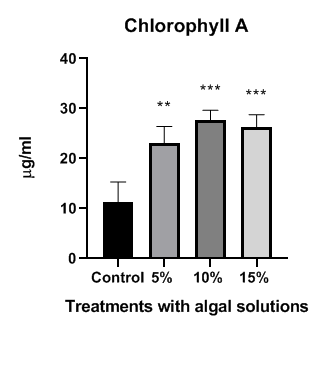 Chlorophyll A
µg/ml
40
30
20
10
0
** *** ***
Control 5% 10% 15%
Treatments with algal solutions